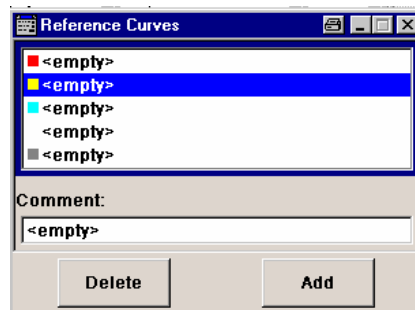 Reference Curves
<empty>
<empty>
<empty>
<empty>
<empty>
Comment:
<empty>
Delete Add